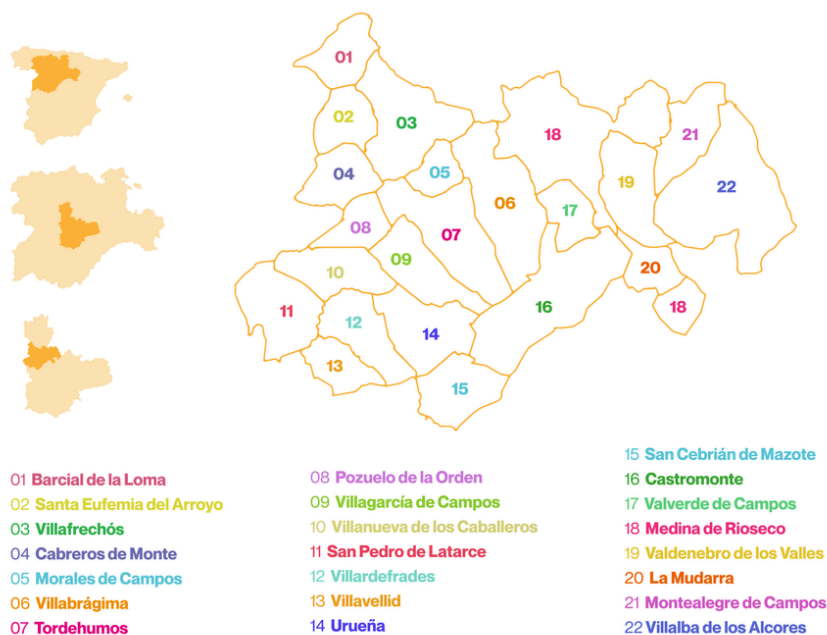 01
02
03
18
21
04
05
19
22
06
17
08
07
09
10
20
11
12
16
18
14
13
15
01 Barcial de la Loma
02 Santa Eufemia del Arroyo
03 Villafrechós
04 Cabreros de Monte
05 Morales de Campos
06 Villabrágima
07 Tordehumos
08 Pozuelo de la Orden
09 Villagarcía de Campos
10 Villanueva de los Caballeros
11 San Pedro de Latarce
12 Villardefrades
13 Villavellid
14 Urueña
15 San Cebrián de Mazote
16 Castromonte
17 Valverde de Campos
18 Medina de Rioseco
19 Valdenebro de los Valles
20 La Mudarra
21 Montealegre de Campos
22 Villalba de los Alcores